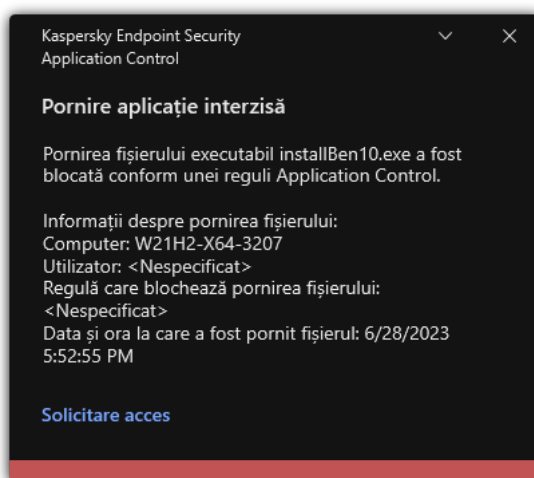 Kaspersky Endpoint Security
Application Control
Pornire aplicație interzisă
Pornirea fișierului executabil installBen10.exe a fost
blocată conform unei reguli Application Control.
Informații despre pornirea fișierului:
Computer: W21H2-X64-3207
Utilizator: <Nespecificat>
Regulă care blochează pornirea fișierului:
<Nespecificat>
Data și ora la care a fost pornit fișierul: 6/28/2023
5:52:55 PM
Solicitare acces